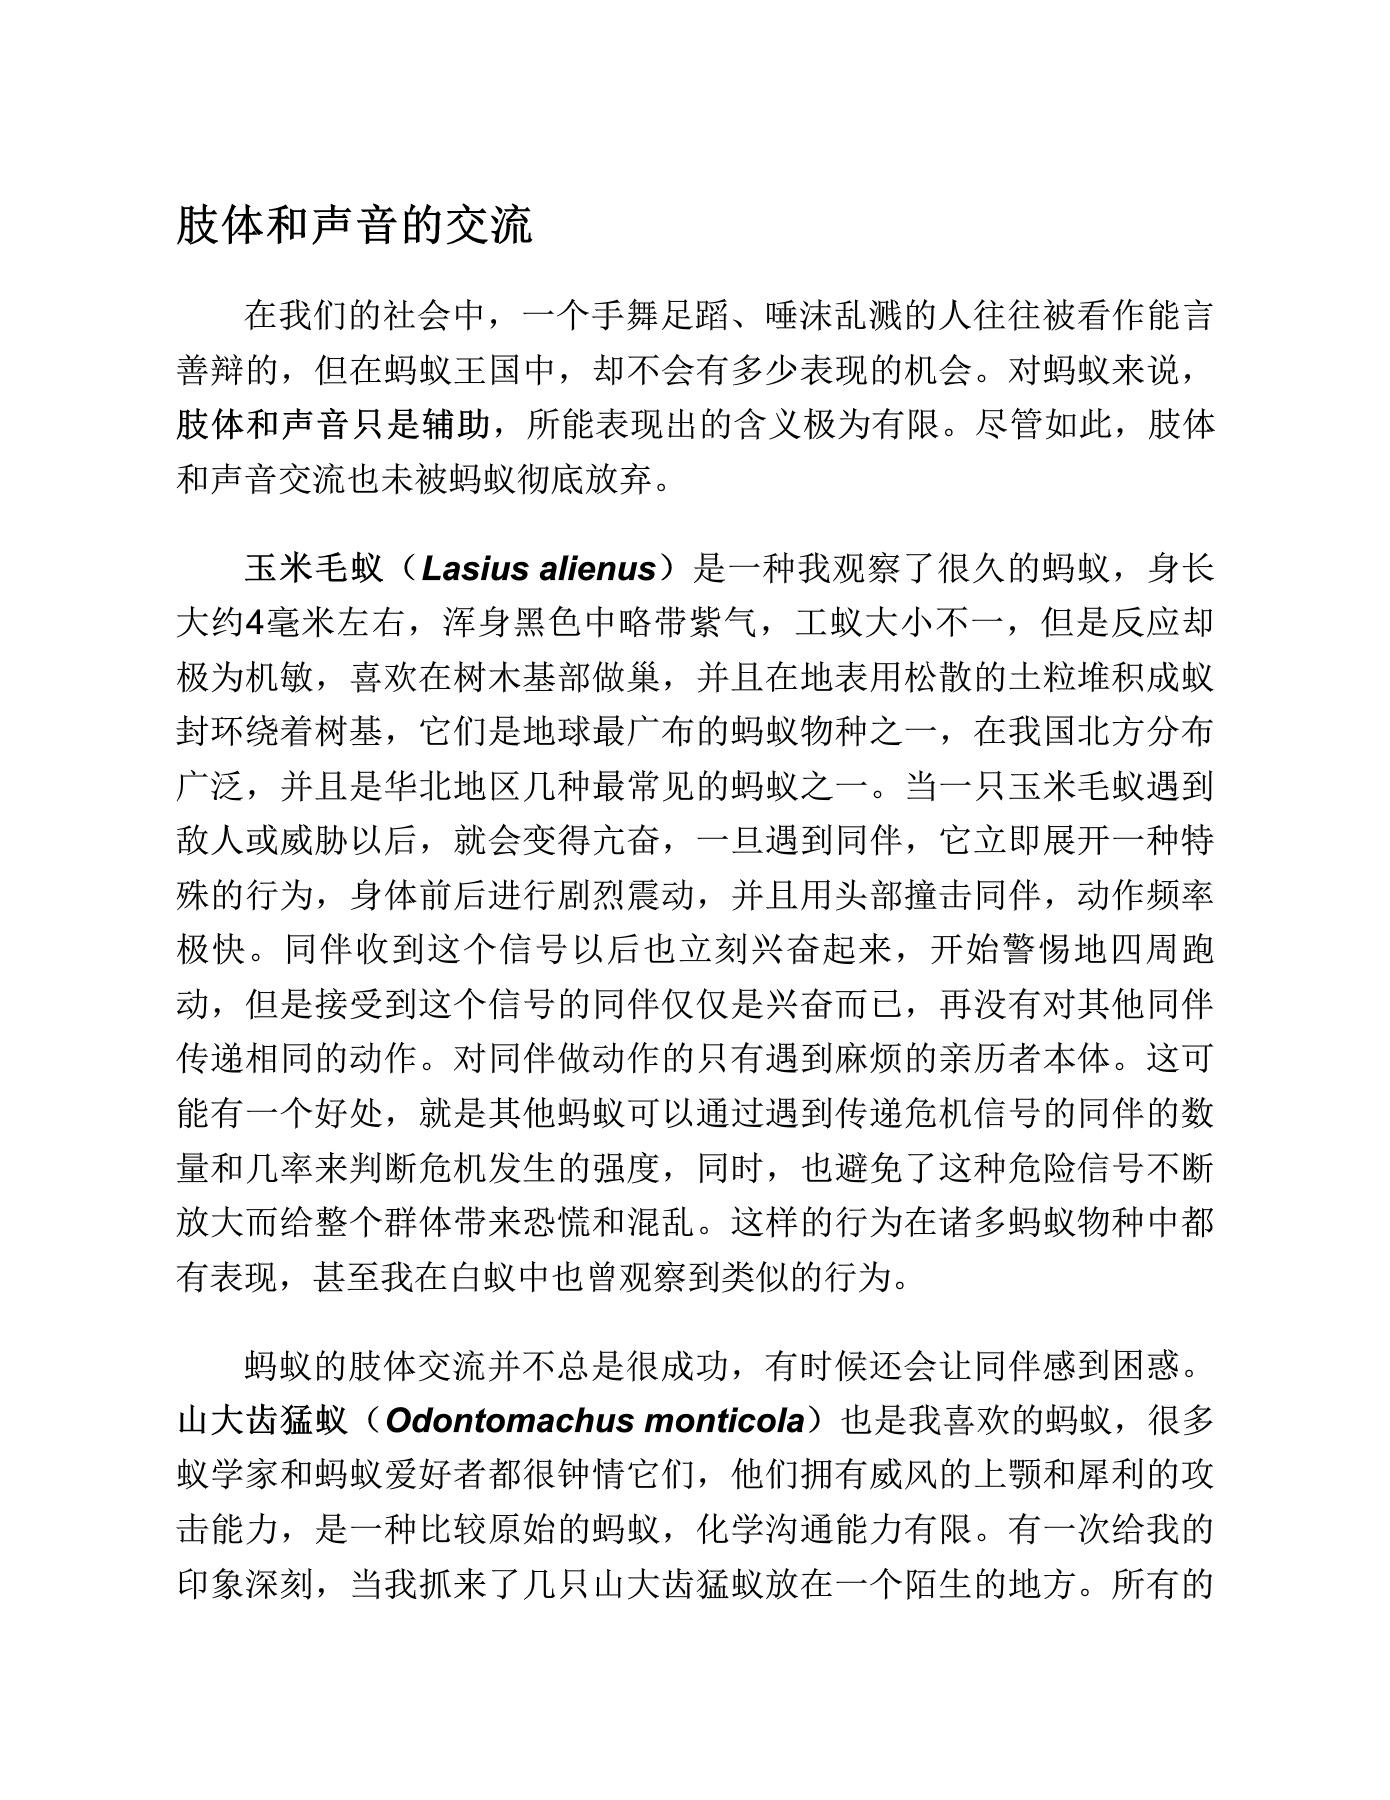 肢体和声音的交流
在我们的社会中，一个手舞足蹈、唾沫乱溅的人往往被看作能言
善辩的，但在蚂蚁王国中，却不会有多少表现的机会。对蚂蚁来说，
肢体和声音只是辅助，所能表现出的含义极为有限。尽管如此，肢体
和声音交流也未被蚂蚁彻底放弃。
玉米毛蚁（Lasius alienus）是一种我观察了很久的蚂蚁，身长
大约4毫米左右，浑身黑色中略带紫气，工蚁大小不一，但是反应却
极为机敏，喜欢在树木基部做巢，并且在地表用松散的土粒堆积成蚁
封环绕着树基，它们是地球最广布的蚂蚁物种之一，在我国北方分布
广泛，并且是华北地区几种最常见的蚂蚁之一。当一只玉米毛蚁遇到
敌人或威胁以后，就会变得亢奋，一旦遇到同伴，它立即展开一种特
殊的行为，身体前后进行剧烈震动，并且用头部撞击同伴，动作频率
极快。同伴收到这个信号以后也立刻兴奋起来，开始警惕地四周跑
动，但是接受到这个信号的同伴仅仅是兴奋而已，再没有对其他同伴
传递相同的动作。对同伴做动作的只有遇到麻烦的亲历者本体。这可
能有一个好处，就是其他蚂蚁可以通过遇到传递危机信号的同伴的数
量和几率来判断危机发生的强度，同时，也避免了这种危险信号不断
放大而给整个群体带来恐慌和混乱。这样的行为在诸多蚂蚁物种中都
有表现，甚至我在白蚁中也曾观察到类似的行为。
蚂蚁的肢体交流并不总是很成功，有时候还会让同伴感到困惑。
山大齿猛蚁（Odontomachus monticola）也是我喜欢的蚂蚁，很多
蚁学家和蚂蚁爱好者都很钟情它们，他们拥有威风的上颚和犀利的攻
击能力，是一种比较原始的蚂蚁，化学沟通能力有限。有一次给我的
印象深刻，当我抓来了几只山大齿猛蚁放在一个陌生的地方。所有的